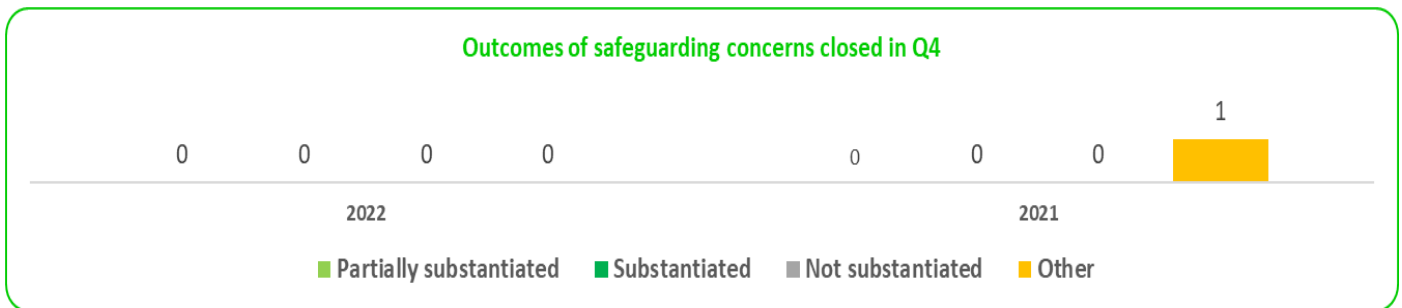 Outcomes of safeguarding concerns closed in Q4
1
0 0 0 0 0 0 0
2022 2021
Partially substantiated Substantiated Not substantiated Other